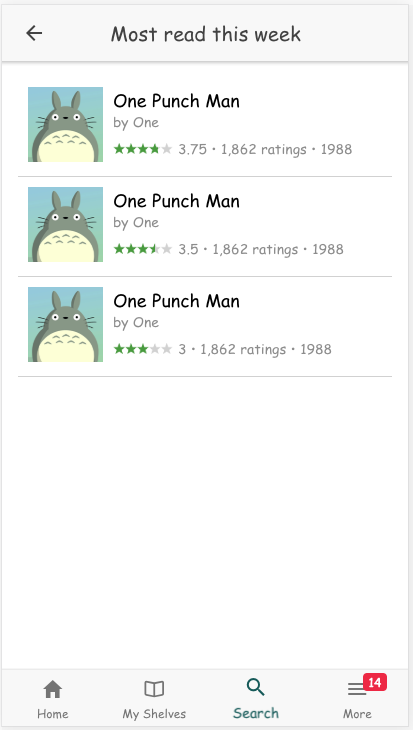 Most read this week
One Punch Man
by One
3.75 · 1,862 ratings · 1988
One Punch Man
by One
3.5 · 1,862 ratings · 1988
One Punch Man
by One
3 · 1,862 ratings · 1988
14
Home My Shelves Search More